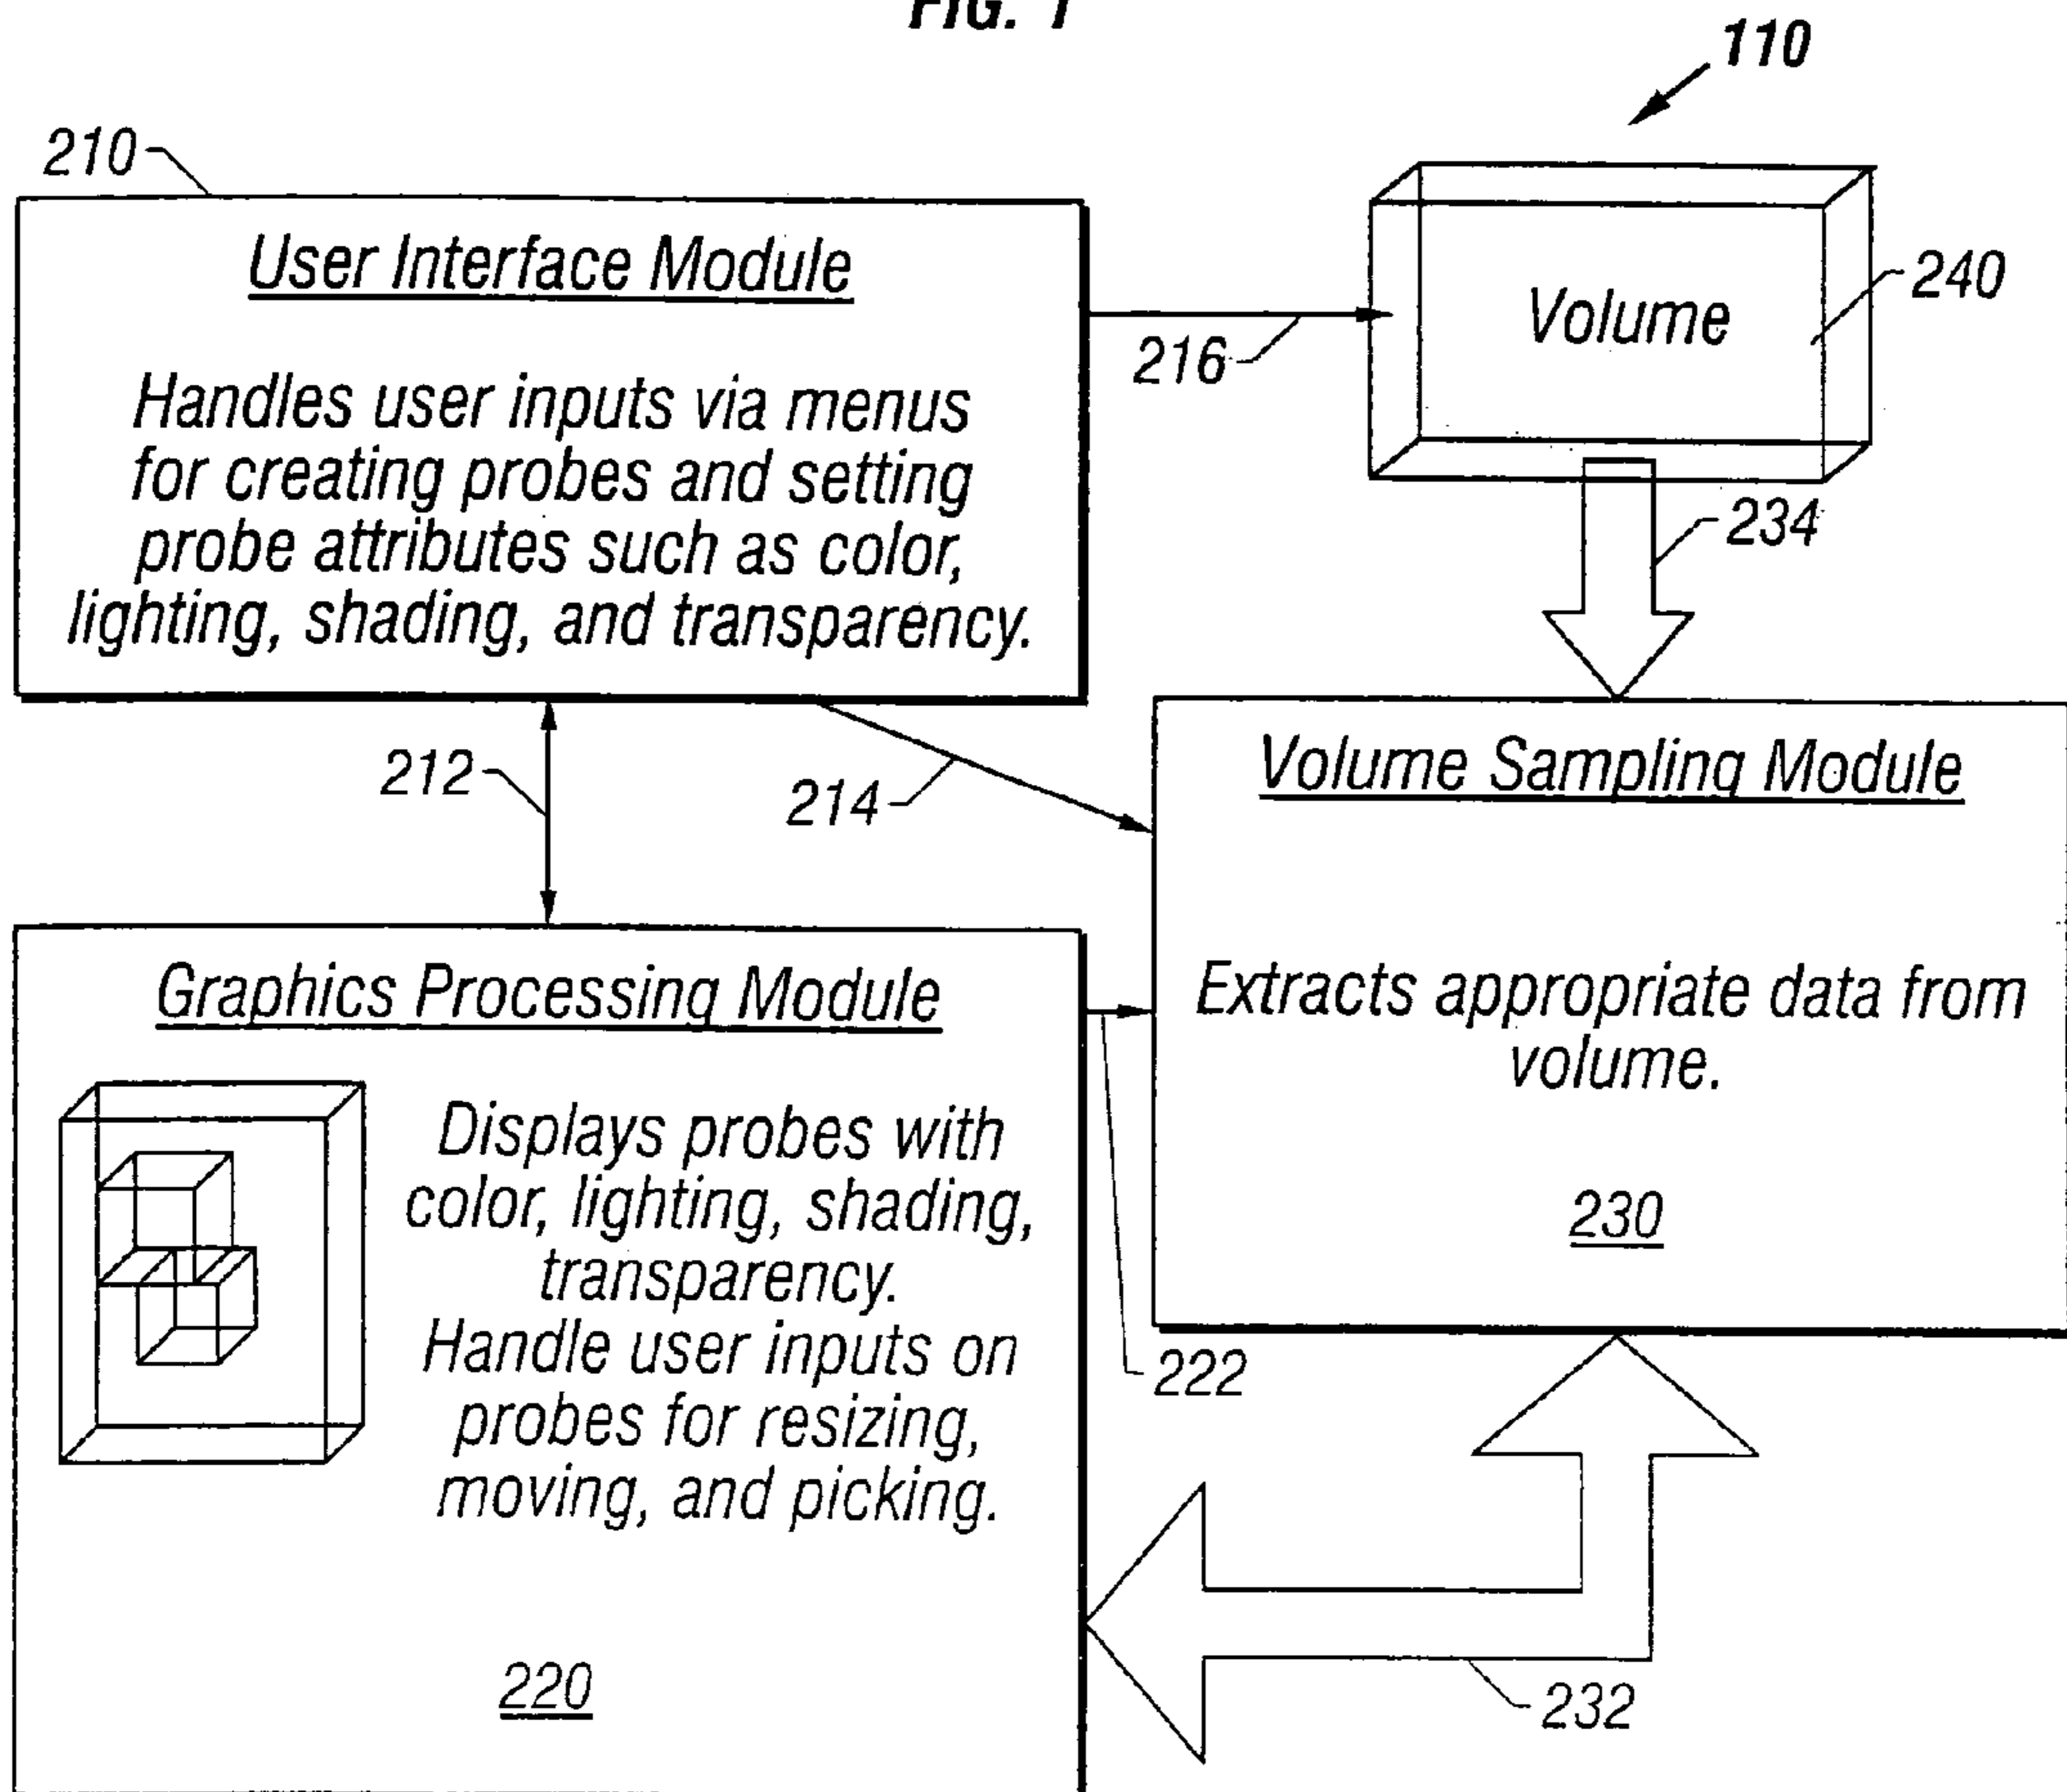 FIG. 1
110
210
User Interface Module
Handles user inputs via menus
for creating probes and setting
probe attributes such as color,
lighting, shading, and transparency.
216
Volume
240
234
212
214
Volume Sampling Module
Extracts appropriate data from
volume.
230
Graphics Processing Module
Displays probes with
color, lighting, shading,
transparency.
Handle user inputs on
probes for resizing,
moving, and picking.
220
222
232